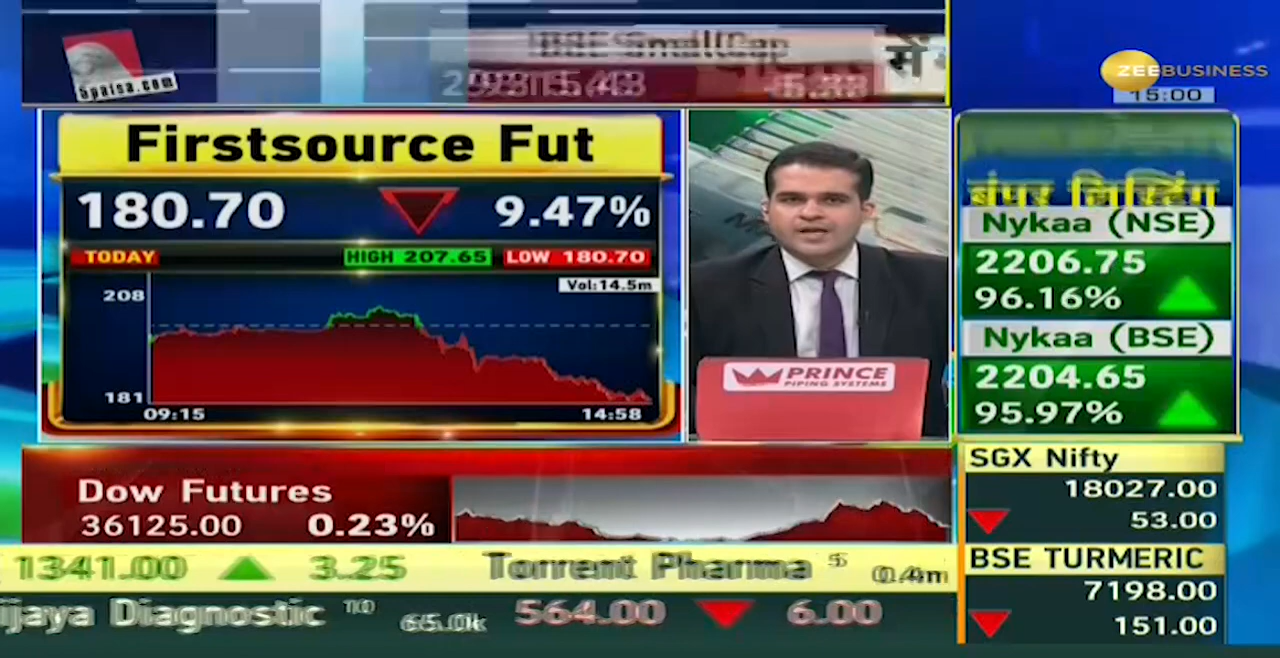 5paisa.com
BSE SmallCap
में
ZEE BUSINESS
15:00
Firstsource Fut
180.70 9.47%
TODAY HIGH 207.65 LOW 180.70
Vol:14.5m
208
181
09:15 14:58
PRINCE
PIPING SYSTEMS
बंपर लिस्टिंग
Nykaa (NSE)
2206.75
96.16%
Nykaa (BSE)
2204.65
95.97%
SGX Nifty
18027.00
53.00
BSE TURMERIC
7198.00
151.00
Dow Futures
36125.00 0.23%
1341.00 3.25 Torrent Pharma 5 0.4m
ijaya Diagnostic 10 65.0k 564.00 6.00